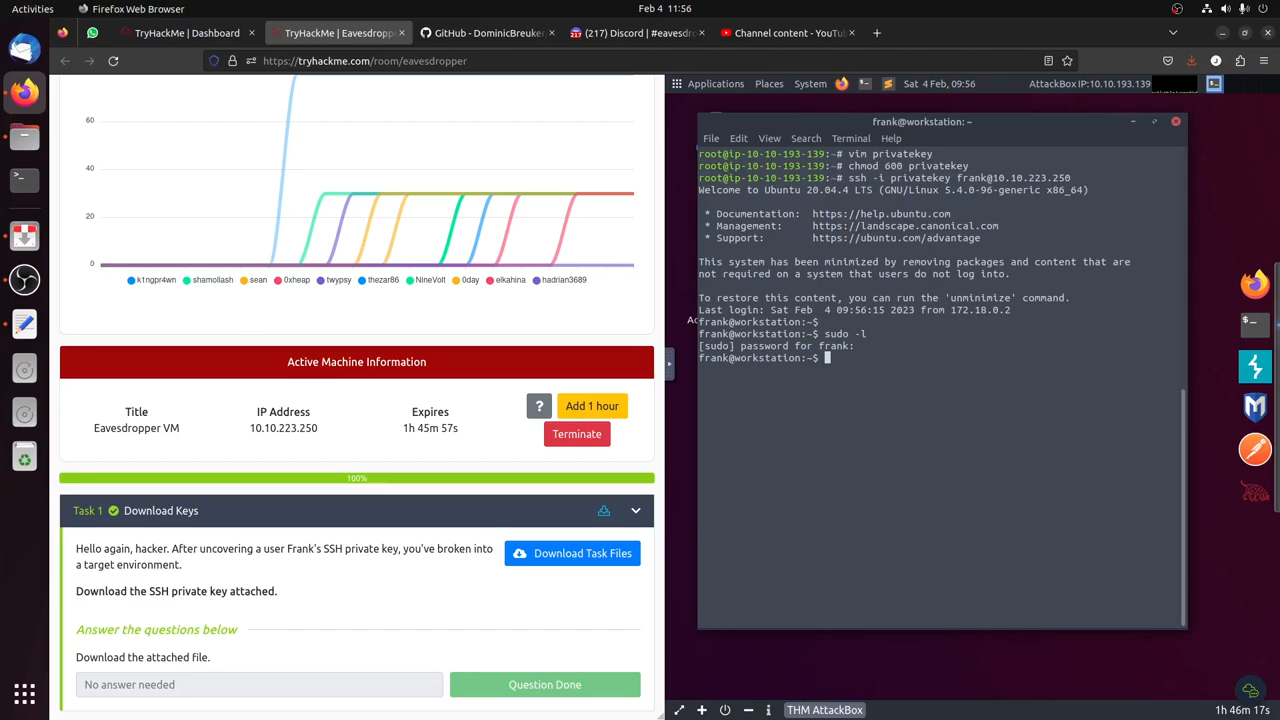 Activities
Firefox Web Browser
Feb 4 11:56
TryHackMe | Dashboard
TryHackMe | Eavesdropp
GitHub - DominicBreuker
(217) Discord | #eavesdro
Channel content - YouTub
https://tryhackme.com/room/eavesdropper
60
40
20
0
k1ngpr4wn
shamollash
sean
0xheap
twypsy
thezar86
NineVolt
0day
elkahina
hadrian3689
Active Machine Information
Title
IP Address
Expires
Eavesdropper VM
10.10.223.250
1h 45m 57s
?
Add 1 hour
Terminate
100%
Task 1
Download Keys
Hello again, hacker. After uncovering a user Frank's SSH private key, you've broken into
a target environment.
Download Task Files
Download the SSH private key attached.
Answer the questions below
Download the attached file.
No answer needed
Question Done
Applications
Places
System
Sat 4 Feb, 09:56
AttackBox IP:10.10.193.139
Ac
frank@workstation: ~
File
Edit
View
Search
Terminal
Help
root@ip-10-10-193-139:~# vim privatekey
root@ip-10-10-193-139:~# chmod 600 privatekey
root@ip-10-10-193-139:~# ssh -i privatekey frank@10.10.223.250
Welcome to Ubuntu 20.04.4 LTS (GNU/Linux 5.4.0-96-generic x86_64)
* Documentation:  https://help.ubuntu.com
* Management:     https://landscape.canonical.com
* Support:        https://ubuntu.com/advantage
This system has been minimized by removing packages and content that are
not required on a system that users do not log into.
To restore this content, you can run the 'unminimize' command.
Last login: Sat Feb  4 09:56:15 2023 from 172.18.0.2
frank@workstation:~$
frank@workstation:~$ sudo -l
[sudo] password for frank:
frank@workstation:~$
THM AttackBox
1h 46m 17s